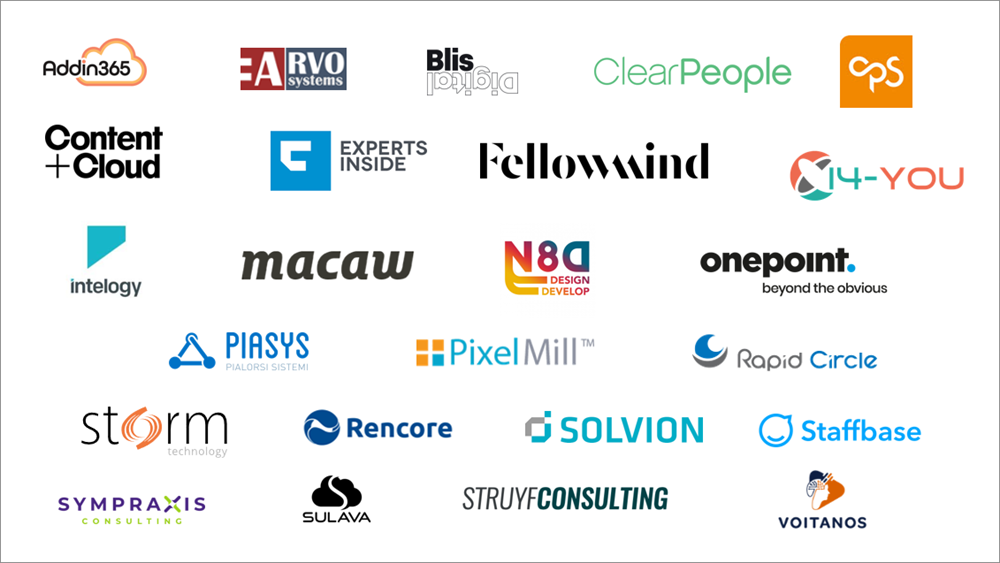 Addin365
ARVO
systems
Blis
Digital
ClearPeople
cps
Content
+Cloud
EXPERTS
INSIDE
Fellowmind
i4-YOU
intelogy
macaw
N8D
DESIGN
DEVELOP
onepoint.
beyond the obvious
PIASYS
PIALORSI SISTEMI
PixelMill™
Rapid Circle
storm
technology
Rencore
SOLVION
Staffbase
SYMPRAXIS
CONSULTING
SULAVA
STRUYFCONSULTING
VOITANOS